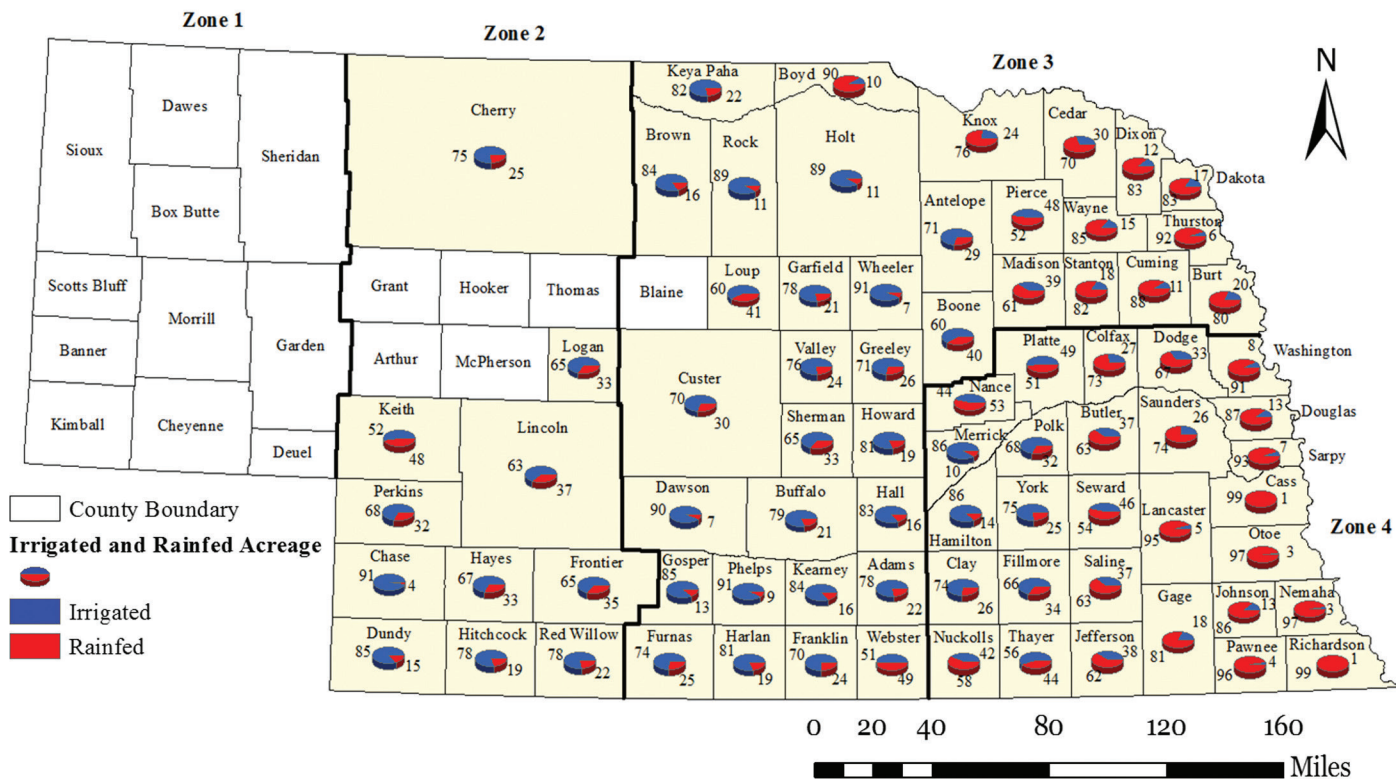 Zone 1
Zone 2
Zone 3
N
Sioux
Dawes
Sheridan
Box Butte
Scotts Bluff
Morrill
Garden
Banner
Kimball
Cheyenne
Deuel
Cherry
75
25
Grant
Hooker
Thomas
Arthur
McPherson
Logan
65
33
Keith
52
48
Lincoln
63
37
Perkins
68
32
Chase
91
4
Hayes
67
33
Frontier
65
35
Dundy
85
15
Hitchcock
78
19
Red Willow
78
22
Keya Paha
82
22
Boyd
90
10
Brown
84
16
Rock
89
11
Holt
89
11
Knox
24
76
Cedar
30
70
Dixon
12
83
17
Dakota
83
Antelope
71
29
Pierce
48
52
Wayne
15
85
Thurston
92
6
Blaine
Loup
60
41
Garfield
78
21
Wheeler
91
7
Boone
60
40
Madison
39
61
Stanton
18
82
Cuming
11
88
Burt
20
80
Custer
70
30
Valley
76
24
Greeley
71
26
Sherman
65
33
Howard
81
19
Dawson
90
7
Buffalo
79
21
Hall
83
16
Gosper
85
13
Phelps
91
9
Kearney
84
16
Adams
78
22
Furnas
74
25
Harlan
81
19
Franklin
70
24
Webster
51
49
Platte
49
51
Colfax
27
73
Dodge
33
67
8
Washington
91
Nance
44
53
Merrick
86
10
Polk
68
32
Butler
37
63
Saunders
26
74
13
Douglas
87
7
Sarpy
93
86
14
Hamilton
York
75
25
Seward
46
54
Lancaster
5
95
Cass
99
1
Otoe
97
3
Zone 4
Clay
74
26
Fillmore
66
34
Saline
37
63
Gage
18
81
Johnson
13
86
Nemaha
3
97
Nuckolls
42
58
Thayer
56
44
Jefferson
38
62
Pawnee
4
96
Richardson
1
99
County Boundary
Irrigated and Rainfed Acreage
Irrigated
Rainfed
0 20 40 80 120 160
Miles